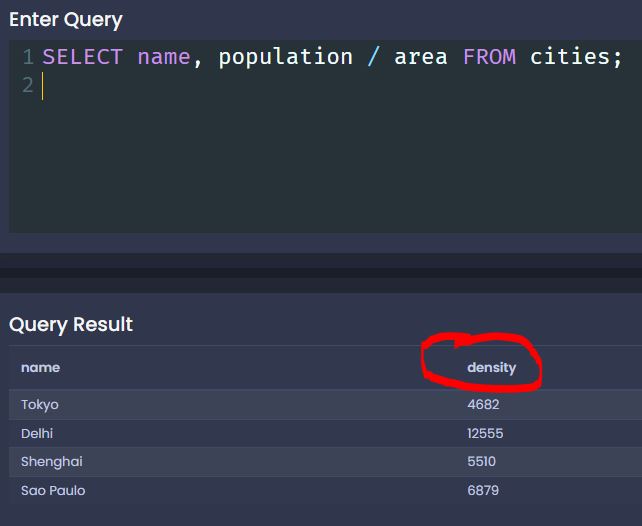 Enter Query
1 SELECT name, population / area FROM cities;
2
Query Result
name density
Tokyo 4682
Delhi 12555
Shenghai 5510
Sao Paulo 6879